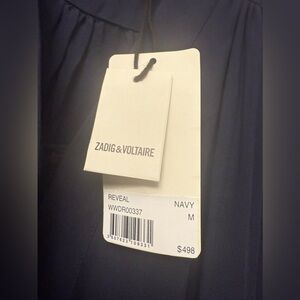 ZADIG & VOLTAIRE
REVEAL
NAVY
WWDR00337
M
$498